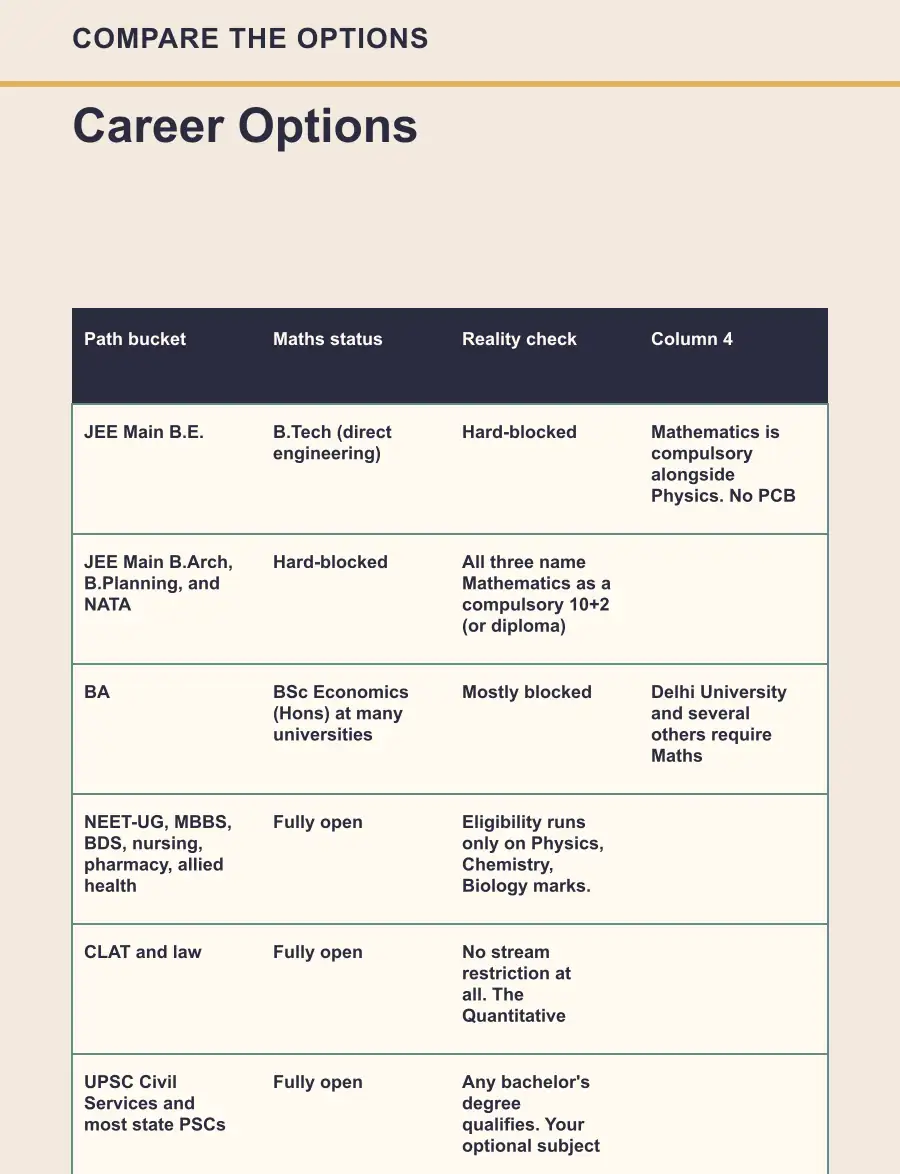 COMPARE THE OPTIONS
Career Options
Path bucket
Maths status
Reality check
Column 4
JEE Main B.E.
B.Tech (direct
engineering)
Hard-blocked
Mathematics is
compulsory
alongside
Physics. No PCB
JEE Main B.Arch,
B.Planning, and
NATA
Hard-blocked
All three name
Mathematics as a
compulsory 10+2
(or diploma)
BA
BSc Economics
(Hons) at many
universities
Mostly blocked
Delhi University
and several
others require
Maths
NEET-UG, MBBS,
BDS, nursing,
pharmacy, allied
health
Fully open
Eligibility runs
only on Physics,
Chemistry,
Biology marks.
CLAT and law
Fully open
No stream
restriction at
all. The
Quantitative
UPSC Civil
Services and
most state PSCs
Fully open
Any bachelor's
degree
qualifies. Your
optional subject